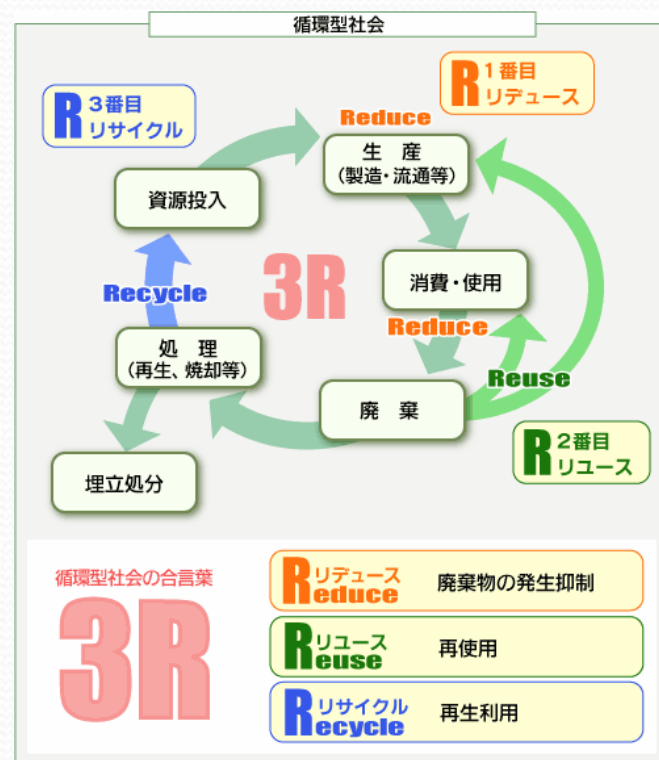 循環型社会
R 1番目
リデュース
R 3番目
リサイクル
Reduce
生 産
(製造・流通等)
資源投入
3R
消費・使用
Recycle
Reduce
処 理
(再生、焼却等)
Reuse
廃 棄
R 2番目
リユース
埋立処分
循環型社会の合言葉
3R
リデュース
Reduce
廃棄物の発生抑制
リユース
Reuse
再使用
リサイクル
Recycle
再生利用